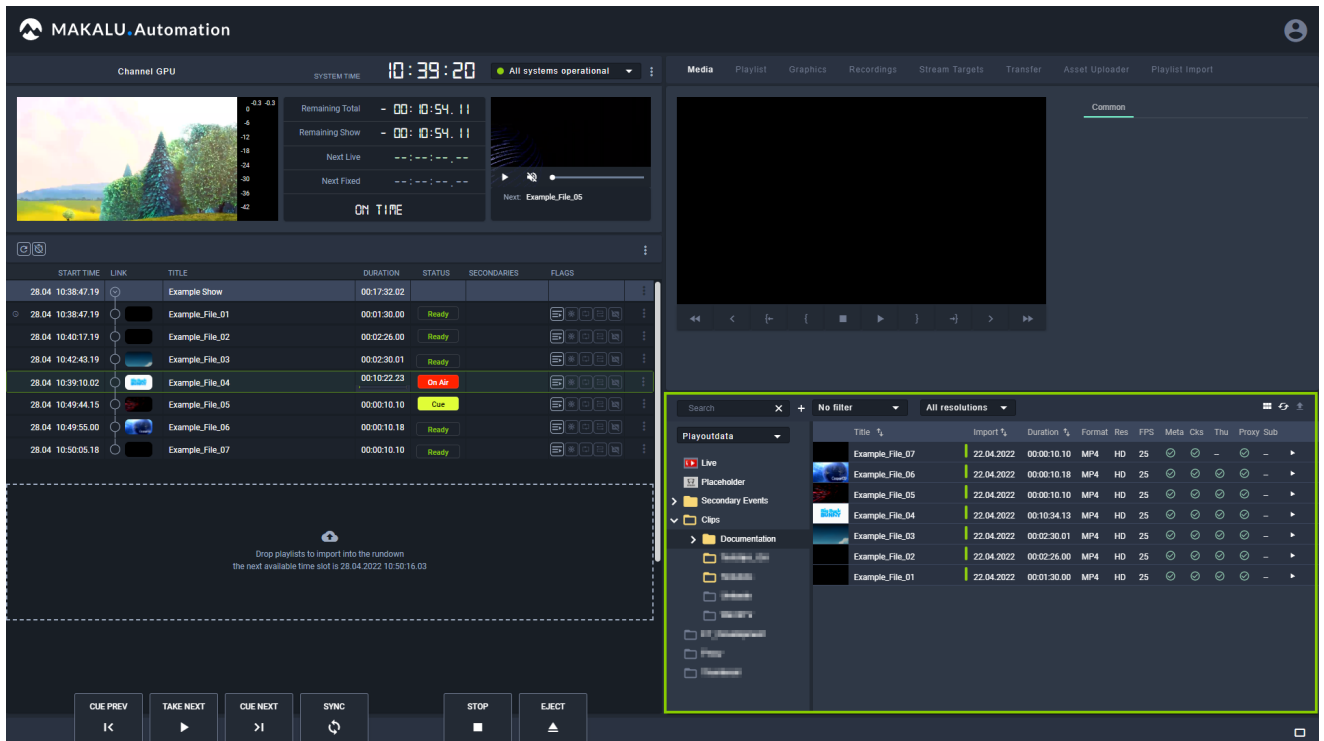 MAKALU.Automation
Channel GPU SYSTEM TIME 10:39:20 All systems operational
0 -0.3 -0.3
-6
-12
-18
-24
-30
-36
-42
Remaining Total - 00:10:54.11
Remaining Show - 00:10:54.11
Next Live --:--:--.--
Next Fixed --:--:--.--
ON TIME
Next: Example_File_05
START TIME LINK TITLE DURATION STATUS SECONDARIES FLAGS
28.04 10:38:47.19 Example Show 00:17:32.02
28.04 10:38:47.19 Example_File_01 00:01:30.00 Ready
28.04 10:40:17.19 Example_File_02 00:02:26.00 Ready
28.04 10:42:43.19 Example_File_03 00:02:30.01 Ready
28.04 10:39:10.02 Example_File_04 00:10:22.23 On Air
28.04 10:49:44.15 Example_File_05 00:00:10.10 Cue
28.04 10:49:55.00 Example_File_06 00:00:10.18 Ready
28.04 10:50:05.18 Example_File_07 00:00:10.10 Ready
Drop playlists to import into the rundown
the next available time slot is 28.04.2022 10:50:16.03
CUE PREV TAKE NEXT CUE NEXT SYNC STOP EJECT
Media Playlist Graphics Recordings Stream Targets Transfer Asset Uploader Playlist Import
Common
Search No filter All resolutions
Playoutdata
Live
Placeholder
Secondary Events
Clips
Documentation
Title Import Duration Format Res FPS Meta Cks Thu Proxy Sub
Example_File_07 22.04.2022 00:00:10.10 MP4 HD 25
Example_File_06 22.04.2022 00:00:10.18 MP4 HD 25
Example_File_05 22.04.2022 00:00:10.10 MP4 HD 25
Example_File_04 22.04.2022 00:10:34.13 MP4 HD 25
Example_File_03 22.04.2022 00:02:30.01 MP4 HD 25
Example_File_02 22.04.2022 00:02:26.00 MP4 HD 25
Example_File_01 22.04.2022 00:01:30.00 MP4 HD 25